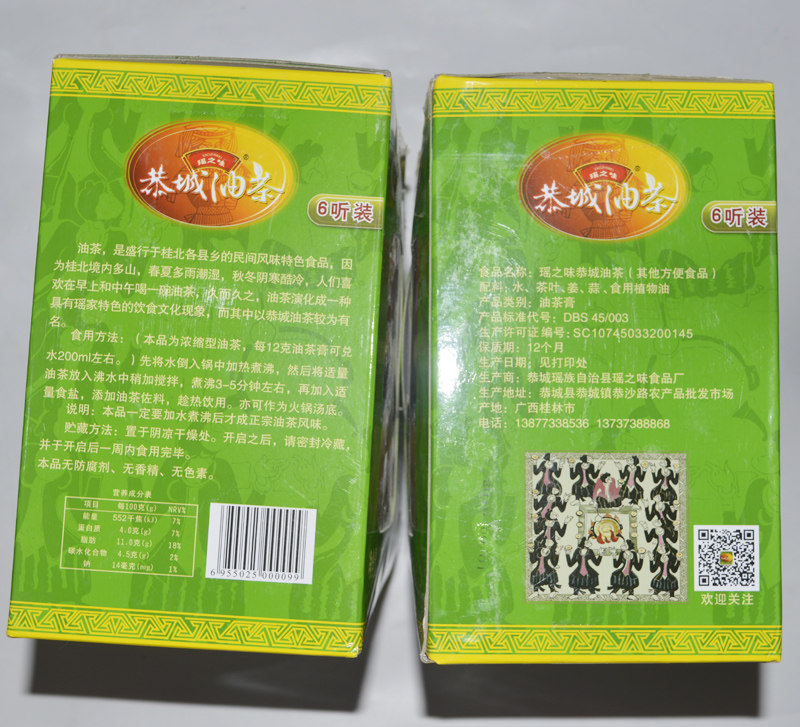 瑶之味
恭城油茶
®
6听装
油茶，是盛行于桂北各县乡的民间风味特色食品，因
为桂北境内多山，春夏多雨潮湿，秋冬阴寒酷冷，人们喜
欢在早上和中午喝一碗油茶，久而久之，油茶演化成一种
具有瑶家特色的饮食文化现象，而其中以恭城油茶较为有
名。
食用方法：（本品为浓缩型油茶，每12克油茶膏可兑
水200ml左右。）先将水倒入锅中加热煮沸，然后将适量
油茶放入沸水中稍加搅拌，煮沸3-5分钟左右，再加入适
量食盐，添加油茶佐料，趁热饮用。亦可作为火锅汤底。
说明：本品一定要加水煮沸后才成正宗油茶风味。
贮藏方法：置于阴凉干燥处。开启之后，请密封冷藏，
并于开启后一周内食用完毕。
本品无防腐剂、无香精、无色素。
营养成分表
项目 每100克(g) NRV%
能量 552千焦(kJ) 7%
蛋白质 4.0克(g) 7%
脂肪 11.0克(g) 18%
碳水化合物 4.5克(g) 2%
钠 14毫克(mg) 1%
6 955025 000099
瑶之味
恭城油茶
®
6听装
食品名称：瑶之味恭城油茶（其他方便食品）
配料：水、茶叶、姜、蒜、食用植物油
产品类别：油茶膏
产品标准代号：DBS 45/003
生产许可证编号：SC10745033200145
保质期：12个月
生产日期：见打印处
生产商：恭城瑶族自治县瑶之味食品厂
生产地址：恭城县恭城镇恭沙路农产品批发市场
产地：广西桂林市
电话：13877338536 13737388868
欢迎关注